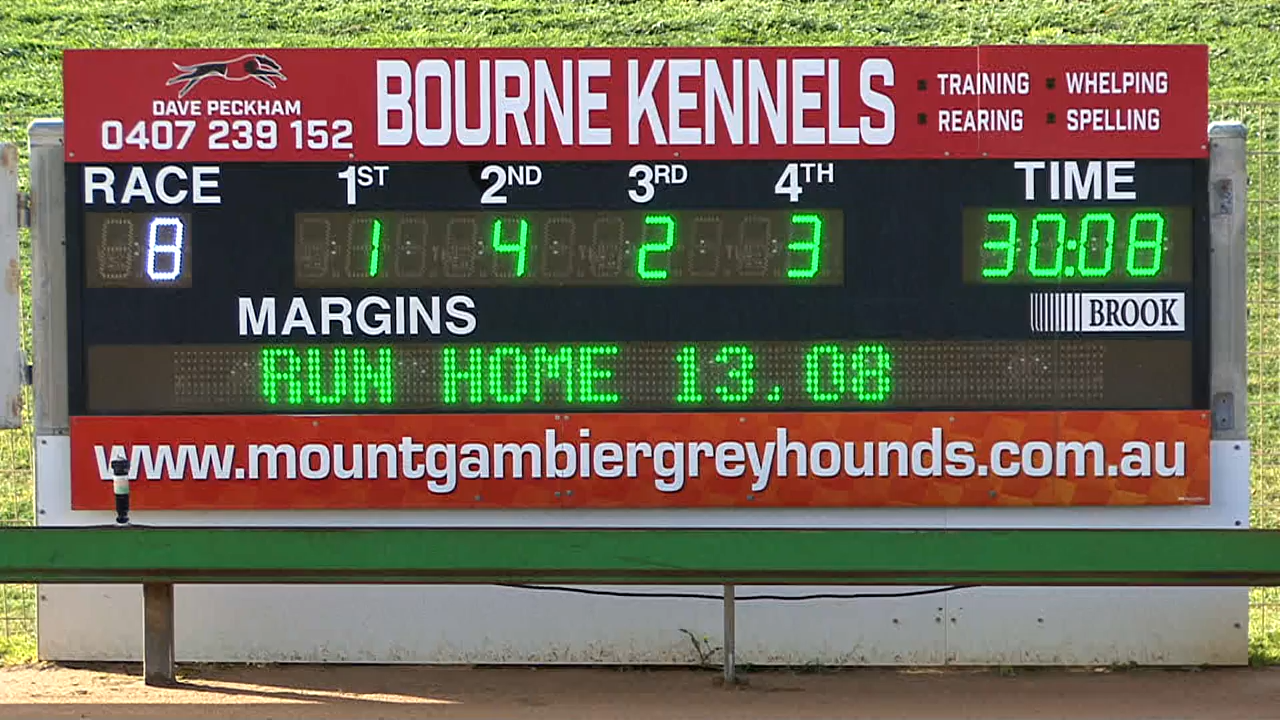 DAVE PECKHAM
0407 239 152
BOURNE KENNELS
TRAINING WHELPING
REARING SPELLING
RACE 1ST 2ND 3RD 4TH TIME
8 1 4 2 3 30:08
MARGINS
BROOK
RUN HOME 13.08
www.mountgambiergreyhounds.com.au